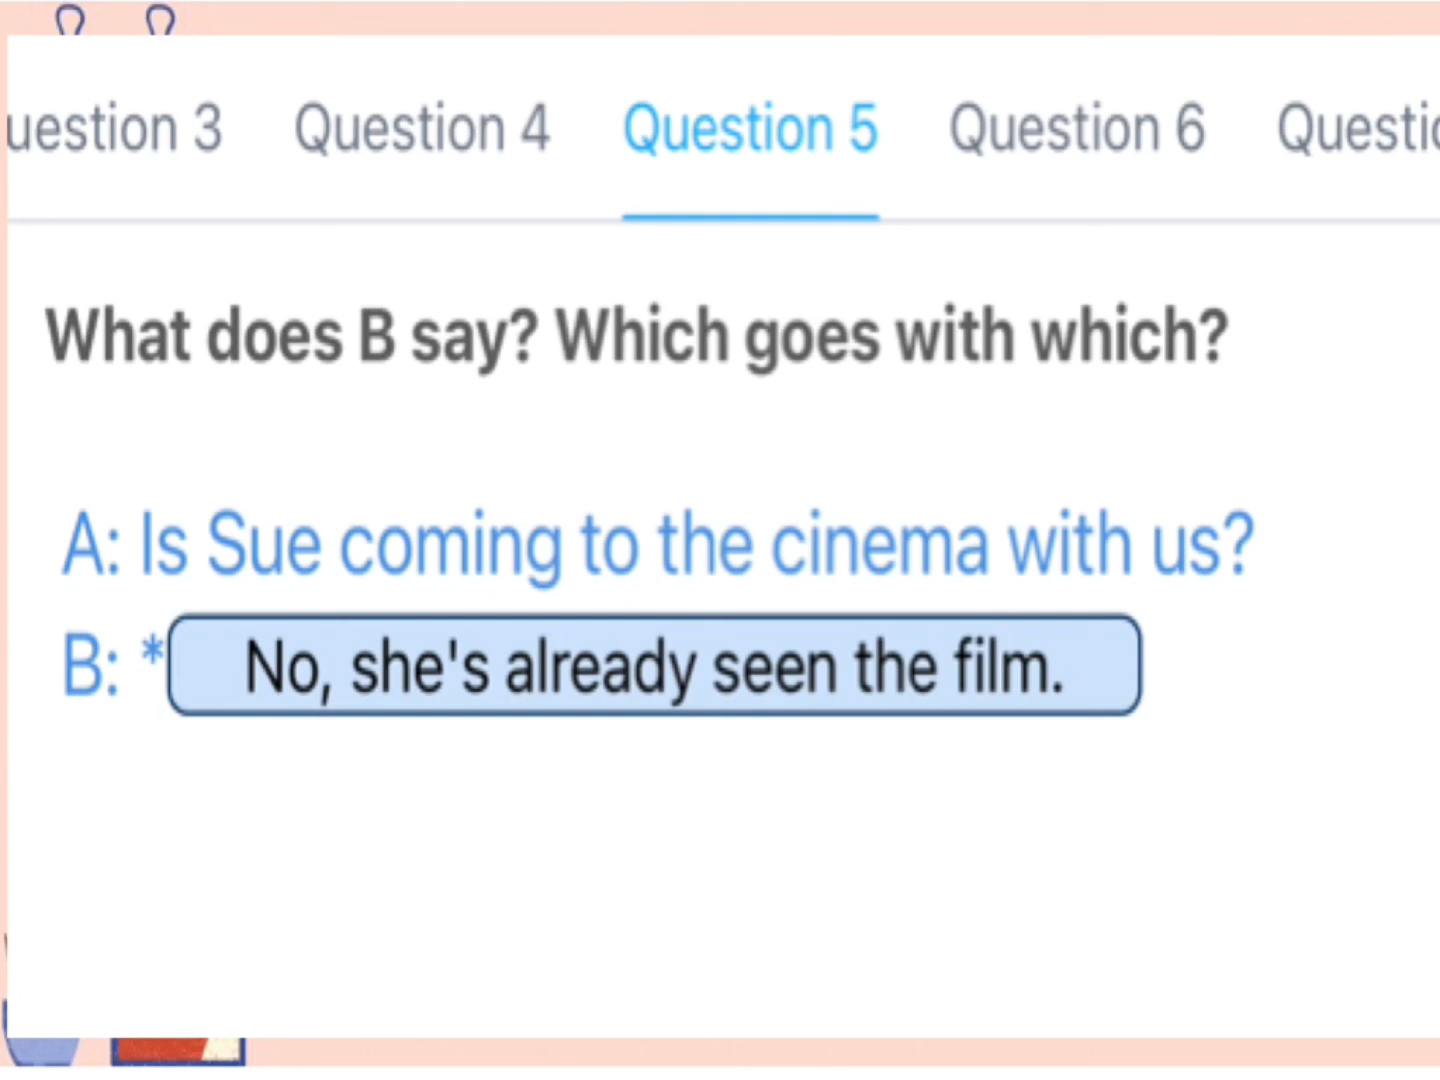 uestion 3 Question 4 Question 5 Question 6 Questic
What does B say? Which goes with which?
A: Is Sue coming to the cinema with us?
B: * No, she's already seen the film.